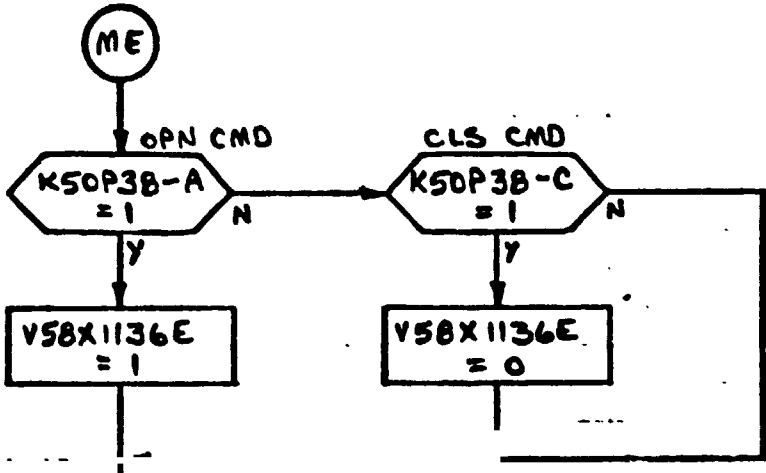 ME
OPN CMD
K50P38-A
= 1
N
Y
V58X1136E
= 1
CLS CMD
K50P38-C
= 1
N
Y
V58X1136E
= 0